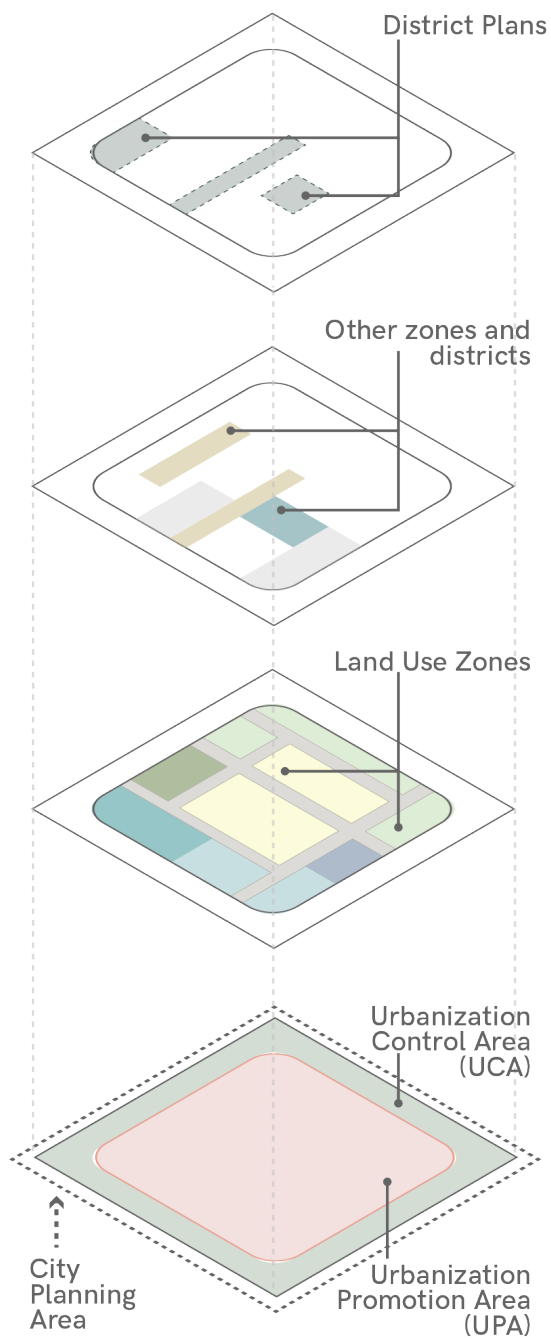 District Plans
Other zones and
districts
Land Use Zones
Urbanization
Control Area
(UCA)
City
Planning
Area
Urbanization
Promotion Area
(UPA)